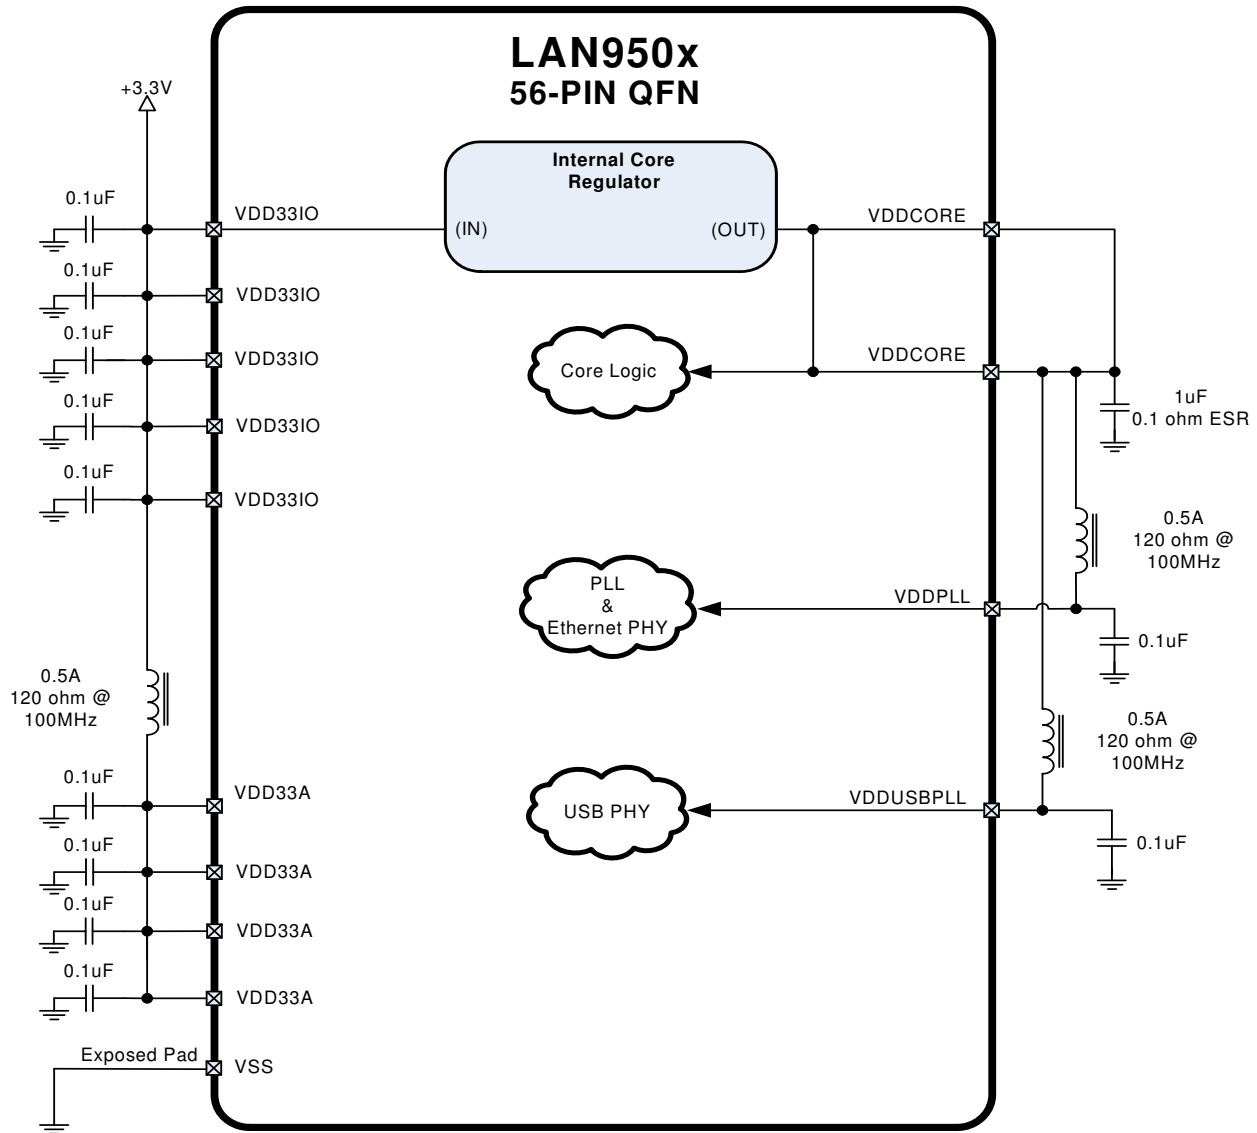 LAN950x
56-PIN QFN
+3.3V
Internal Core
Regulator
(IN)
(OUT)
0.1uF
VDD33IO
VDDCORE
0.1uF
VDD33IO
0.1uF
VDD33IO
Core Logic
VDDCORE
1uF
0.1 ohm ESR
0.1uF
VDD33IO
0.1uF
VDD33IO
0.5A
120 ohm @
100MHz
PLL
&
Ethernet PHY
VDDPLL
0.1uF
0.5A
120 ohm @
100MHz
0.5A
120 ohm @
100MHz
0.1uF
VDD33A
USB PHY
VDDUSBPLL
0.1uF
0.1uF
VDD33A
0.1uF
VDD33A
0.1uF
VDD33A
Exposed Pad
VSS